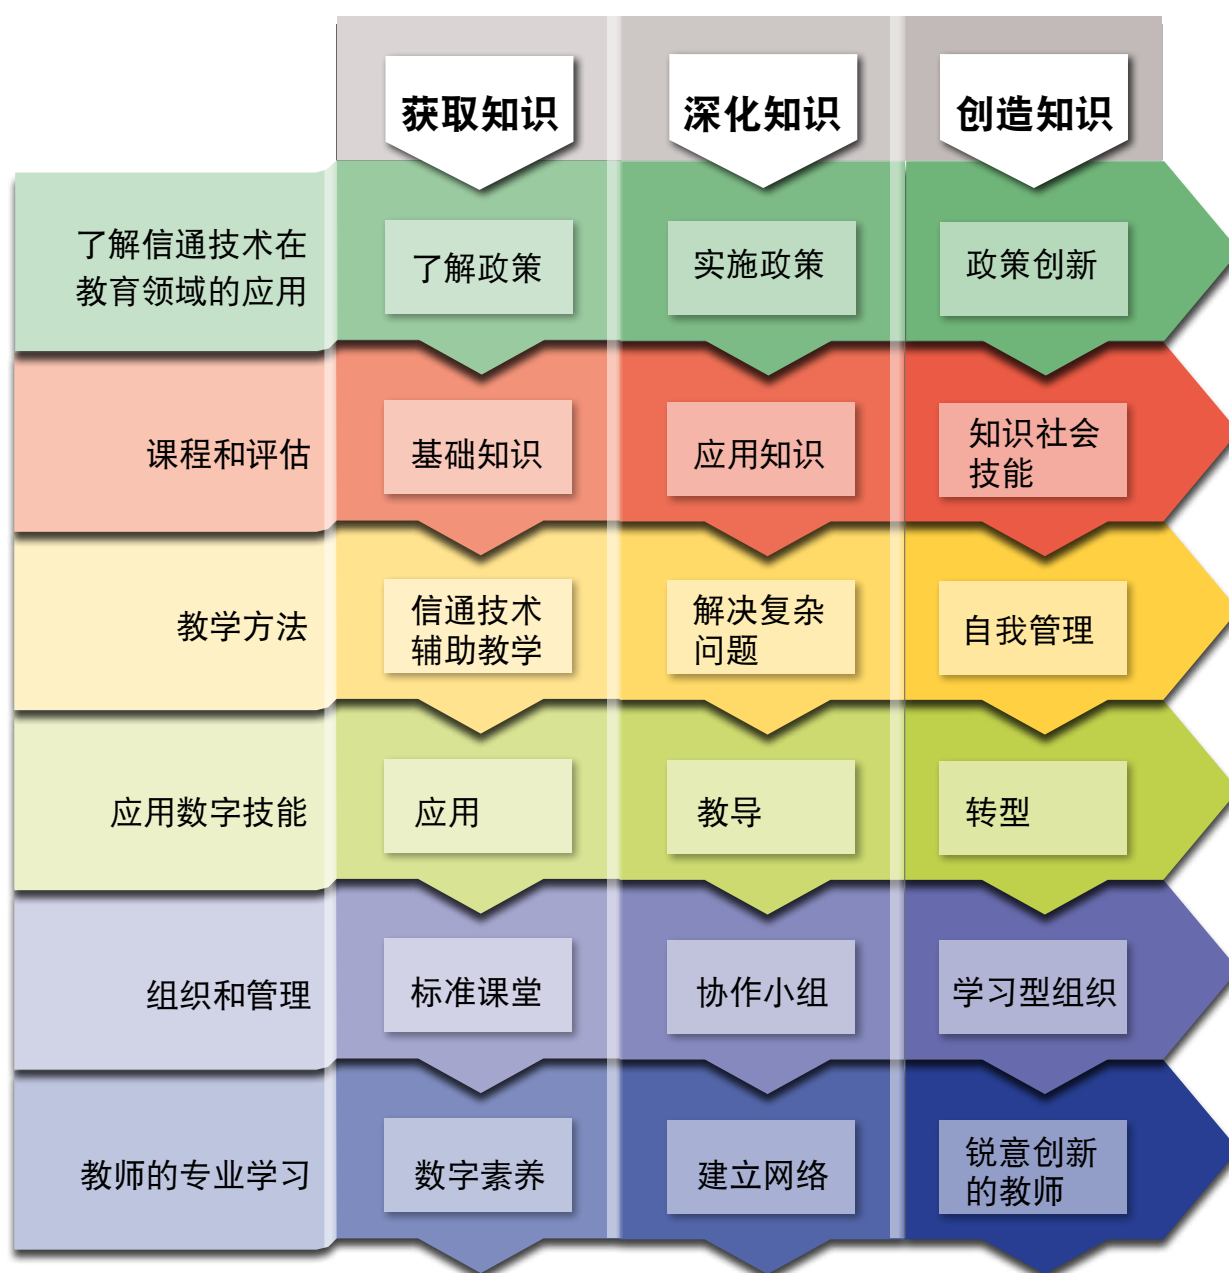 获取知识
深化知识
创造知识
了解信通技术在
教育领域的应用
了解政策
实施政策
政策创新
课程和评估
基础知识
应用知识
知识社会
技能
教学方法
信通技术
辅助教学
解决复杂
问题
自我管理
应用数字技能
应用
教导
转型
组织和管理
标准课堂
协作小组
学习型组织
教师的专业学习
数字素养
建立网络
锐意创新
的教师